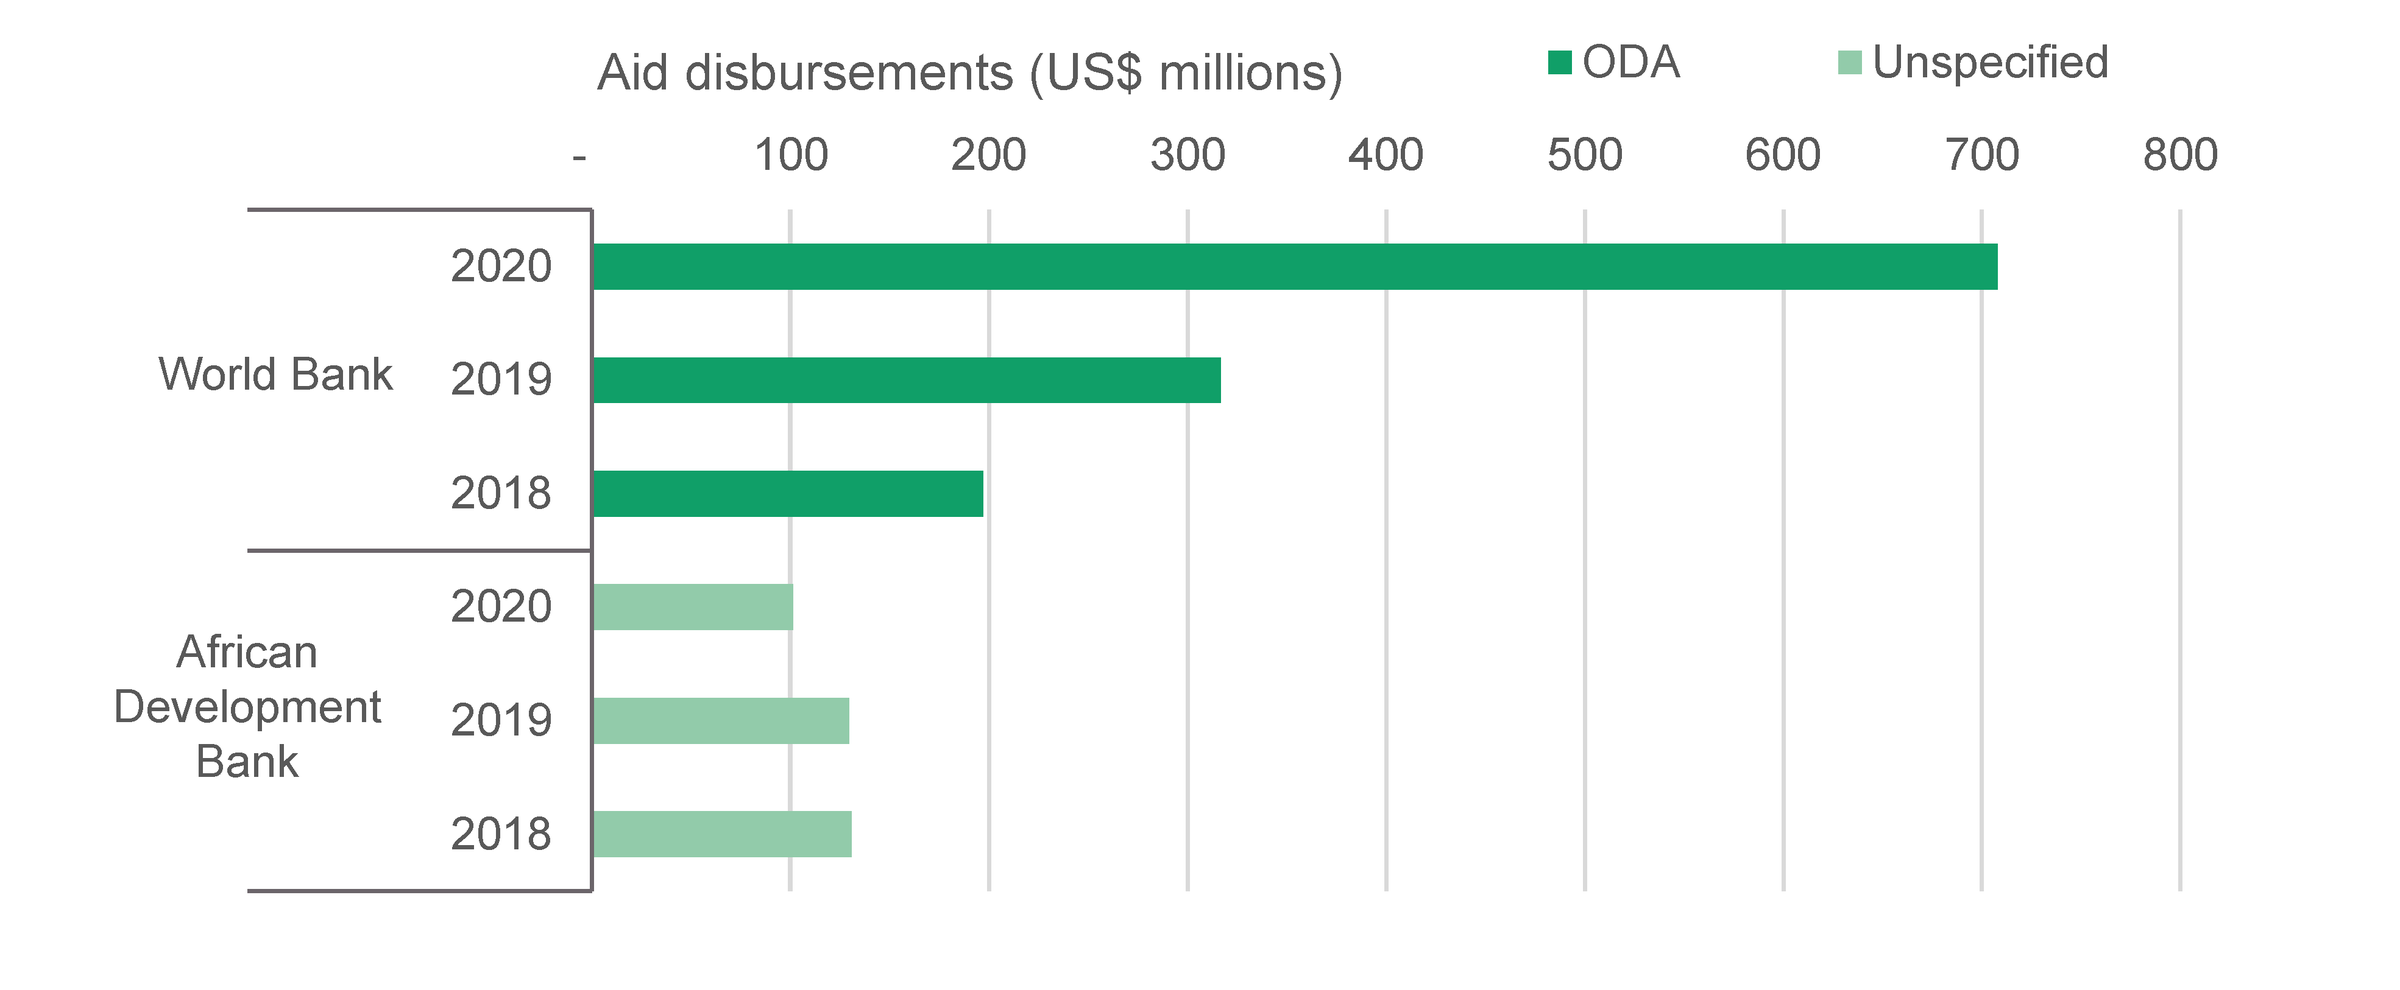 Aid disbursements (US$ millions)
ODA
Unspecified
- 100 200 300 400 500 600 700 800
World Bank
2020
2019
2018
African
Development
Bank
2020
2019
2018